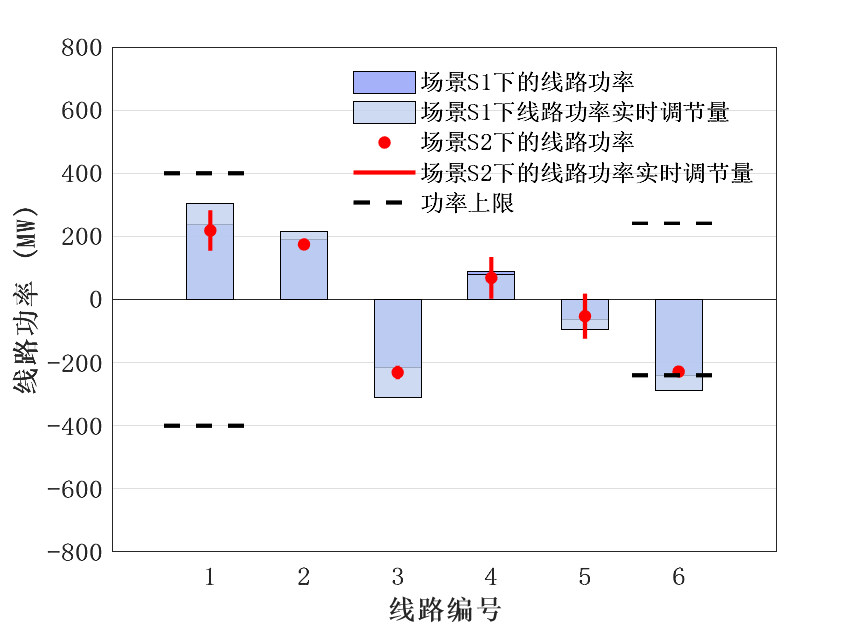 800
600
400
200
0
−200
−400
−600
−800
线路功率 (MW)
场景S1下的线路功率
场景S1下线路功率实时调节量
场景S2下的线路功率
场景S2下的线路功率实时调节量
功率上限
1 2 3 4 5 6
线路编号